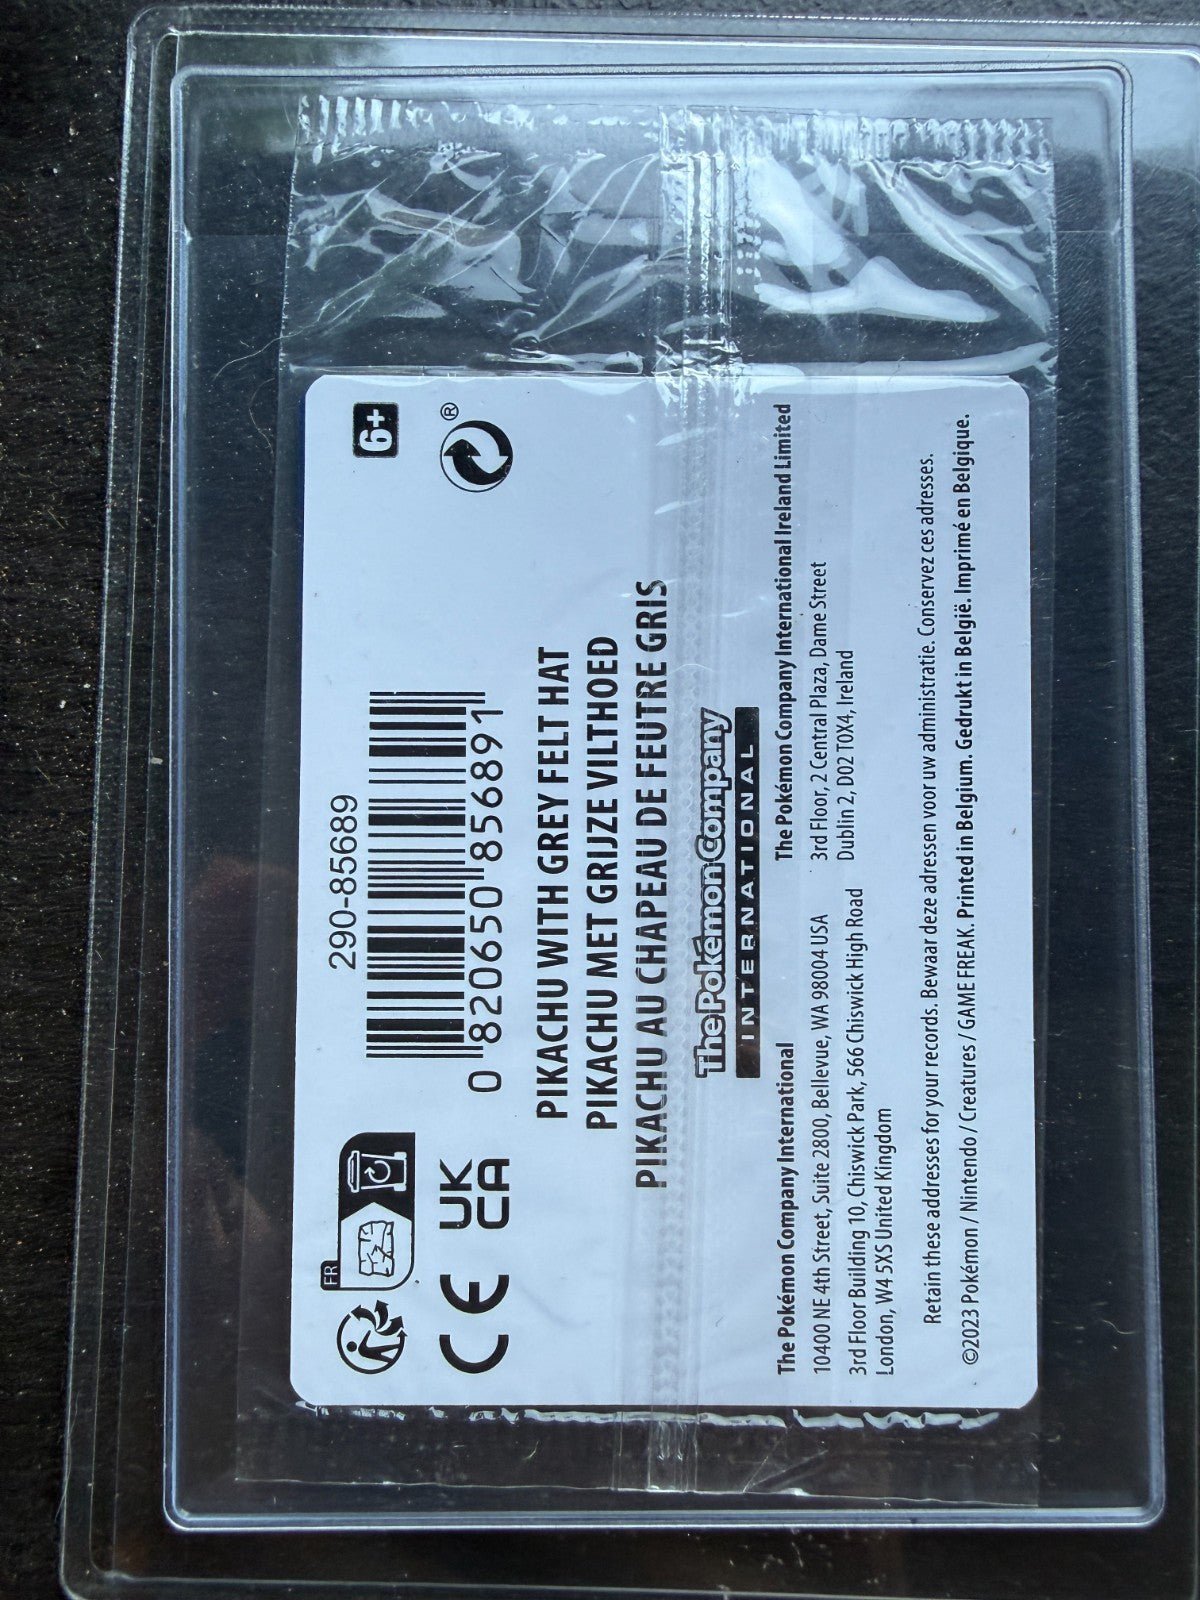 290-85689
0 820650 856891
6+
®
FR
CE
UK
CA
PIKACHU WITH GREY FELT HAT
PIKACHU MET GRIJZE VILTHOED
PIKACHU AU CHAPEAU DE FEUTRE GRIS
The Pokémon Company
INTERNATIONAL
The Pokémon Company International
10400 NE 4th Street, Suite 2800, Bellevue, WA 98004 USA
3rd Floor Building 10, Chiswick Park, 566 Chiswick High Road
London, W4 5XS United Kingdom
The Pokémon Company International Ireland Limited
3rd Floor, 2 Central Plaza, Dame Street
Dublin 2, D02 T0X4, Ireland
Retain these addresses for your records. Bewaar deze adressen voor uw administratie. Conservez ces adresses.
©2023 Pokémon / Nintendo / Creatures / GAME FREAK. Printed in Belgium. Gedrukt in België. Imprimé en Belgique.